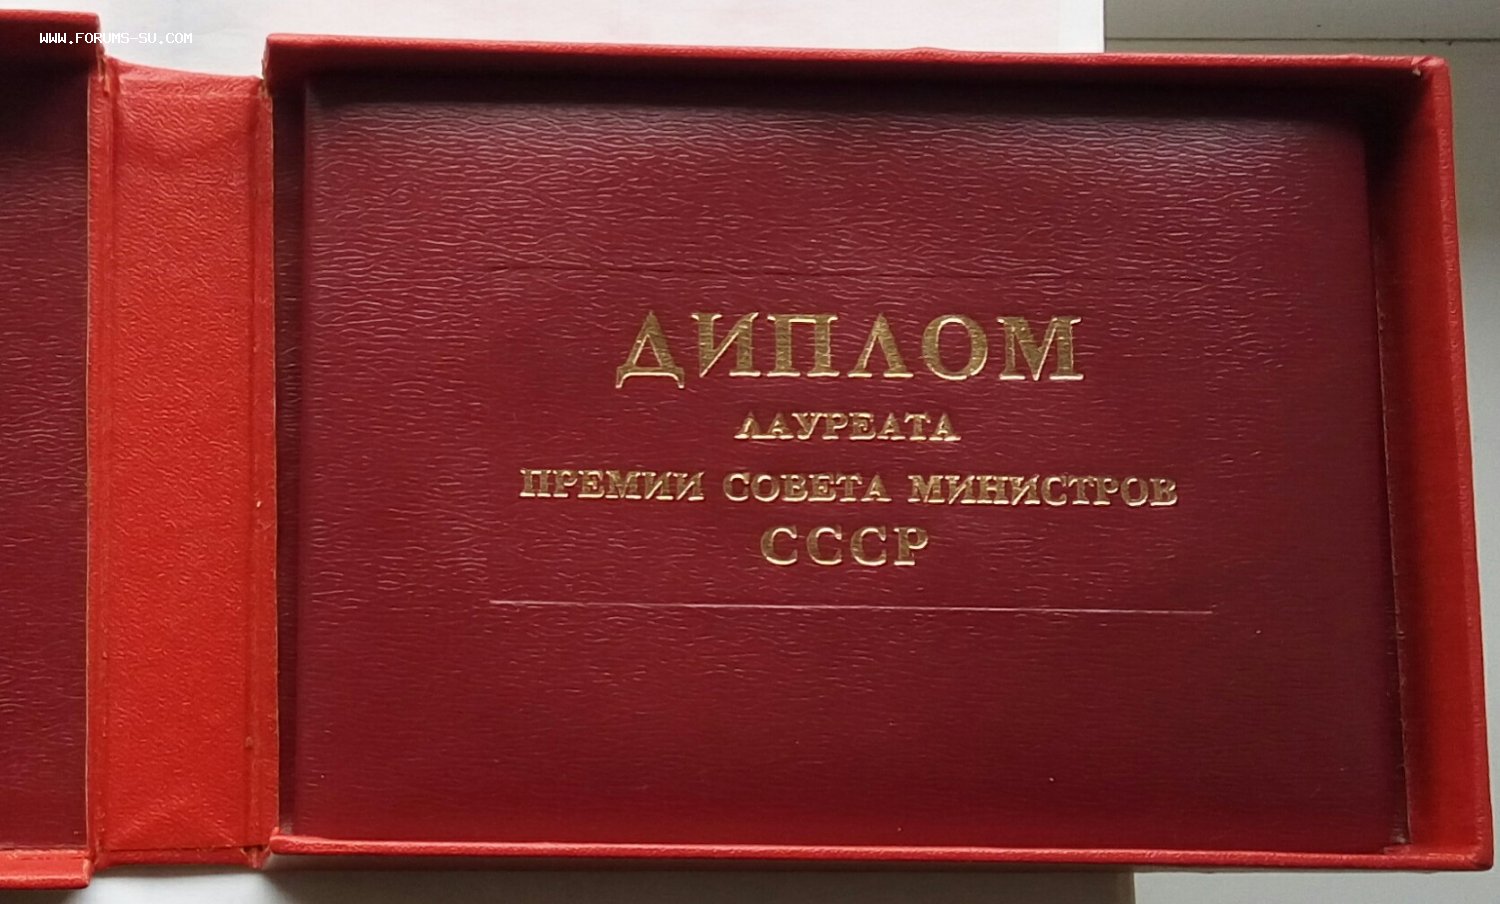 WWW.FORUMS-SU.COM
ДИПЛОМ
ЛАУРЕАТА
ПРЕМИИ СОВЕТА МИНИСТРОВ
СССР